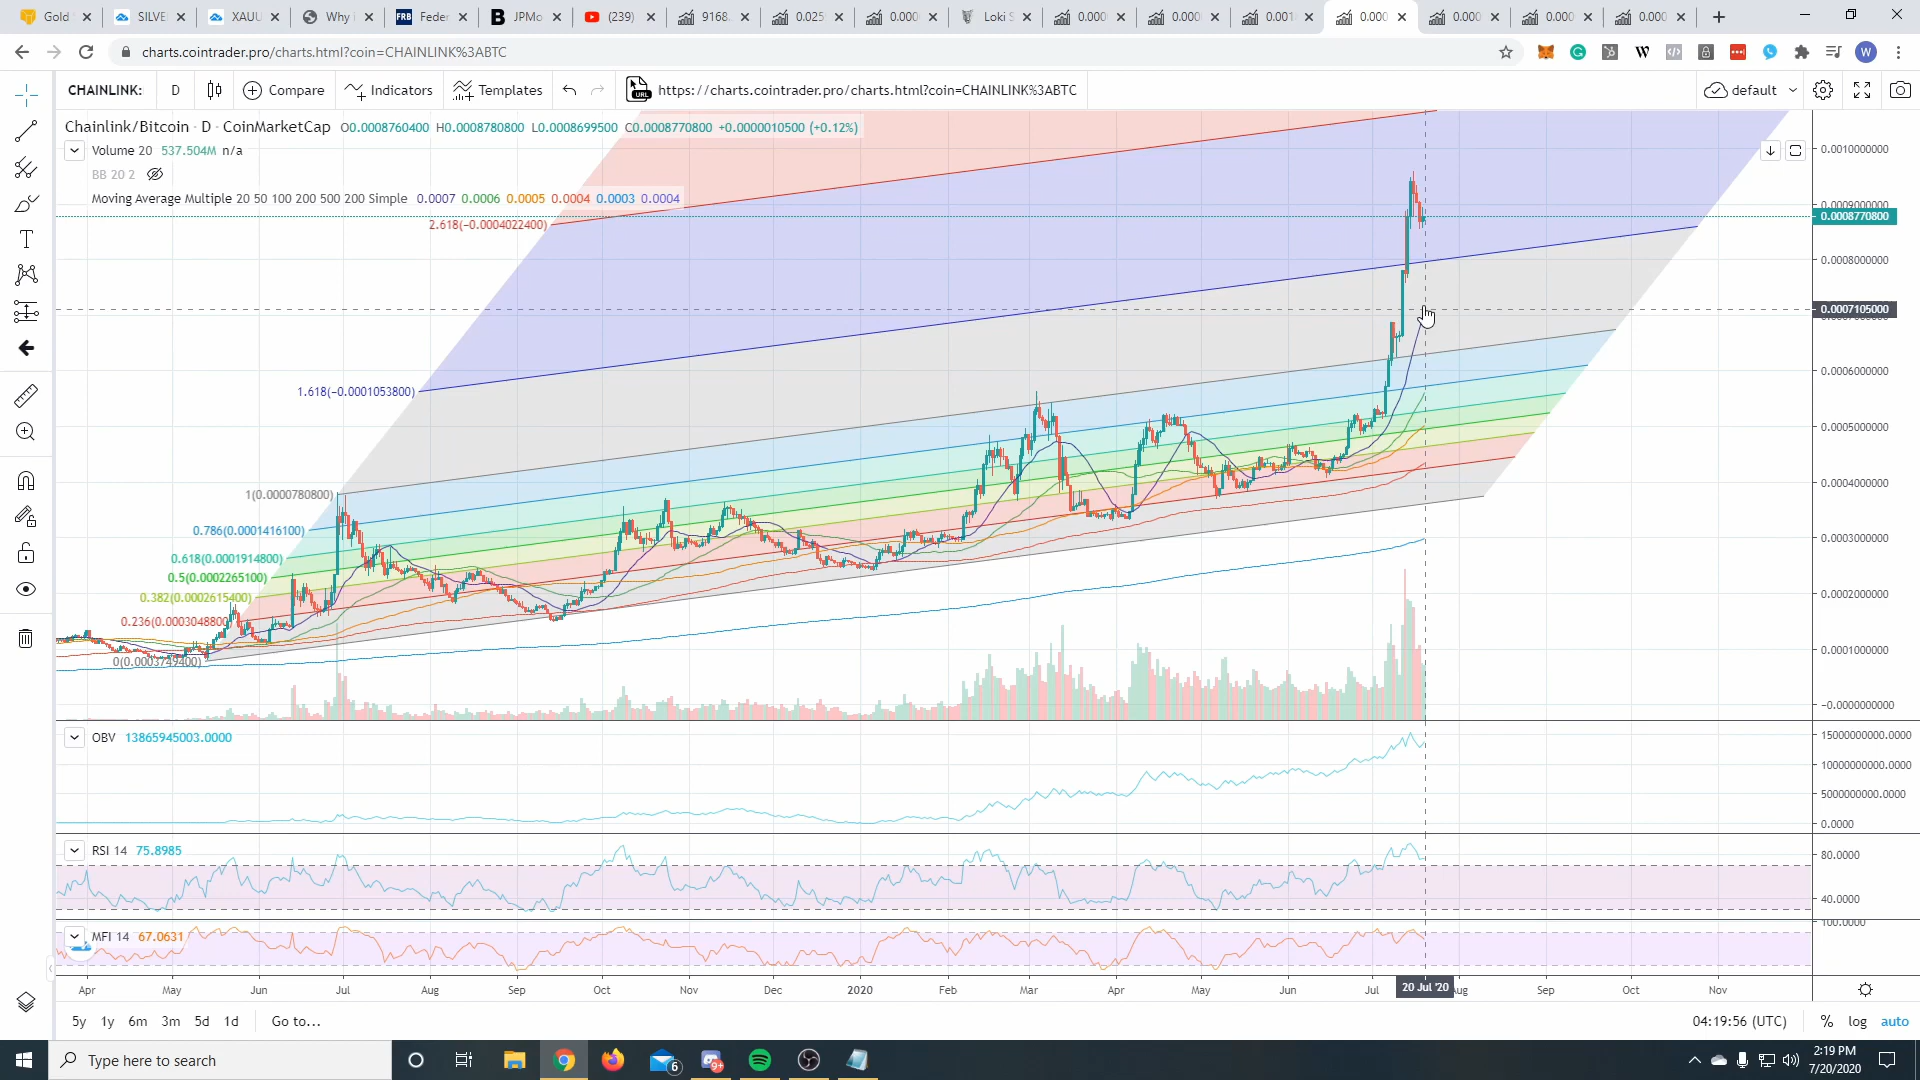 Gold
SILVE
XAUU
Why i
FRB Feder
B JPMo
(239)
9168.
0.025
0.000
Loki S
0.000
0.000
0.001
0.000
0.000
0.000
0.000
charts.cointrader.pro/charts.html?coin=CHAINLINK%3ABTC
W
W
CHAINLINK:
D
Compare
Indicators
Templates
URL
https://charts.cointrader.pro/charts.html?coin=CHAINLINK%3ABTC
default
Chainlink/Bitcoin · D · CoinMarketCap O0.0008760400 H0.0008780800 L0.0008699500 C0.0008770800 +0.0000010500 (+0.12%)
Volume 20 537.504M n/a
BB 20 2
Moving Average Multiple 20 50 100 200 500 200 Simple 0.0007 0.0006 0.0005 0.0004 0.0003 0.0004
2.618(−0.0004022400)
1.618(−0.0001053800)
1(0.0000780800)
0.786(0.0001416100)
0.618(0.0001914800)
0.5(0.0002265100)
0.382(0.0002615400)
0.236(0.0003048800)
0(0.0003749400)
0.0010000000
0.0008770800
0.0008000000
0.0007105000
0.0006000000
0.0005000000
0.0004000000
0.0003000000
0.0002000000
0.0001000000
−0.0000000000
OBV 13865945003.0000
15000000000.0000
10000000000.0000
5000000000.0000
0.0000
RSI 14 75.8985
80.0000
40.0000
MFI 14 67.0631
100.0000
Apr May Jun Jul Aug Sep Oct Nov Dec 2020 Feb Mar Apr May Jun Jul 20 Jul '20 Aug Sep Oct Nov
5y 1y 6m 3m 5d 1d Go to...
04:19:56 (UTC) % log auto
Type here to search
6
9+
2:19 PM
7/20/2020